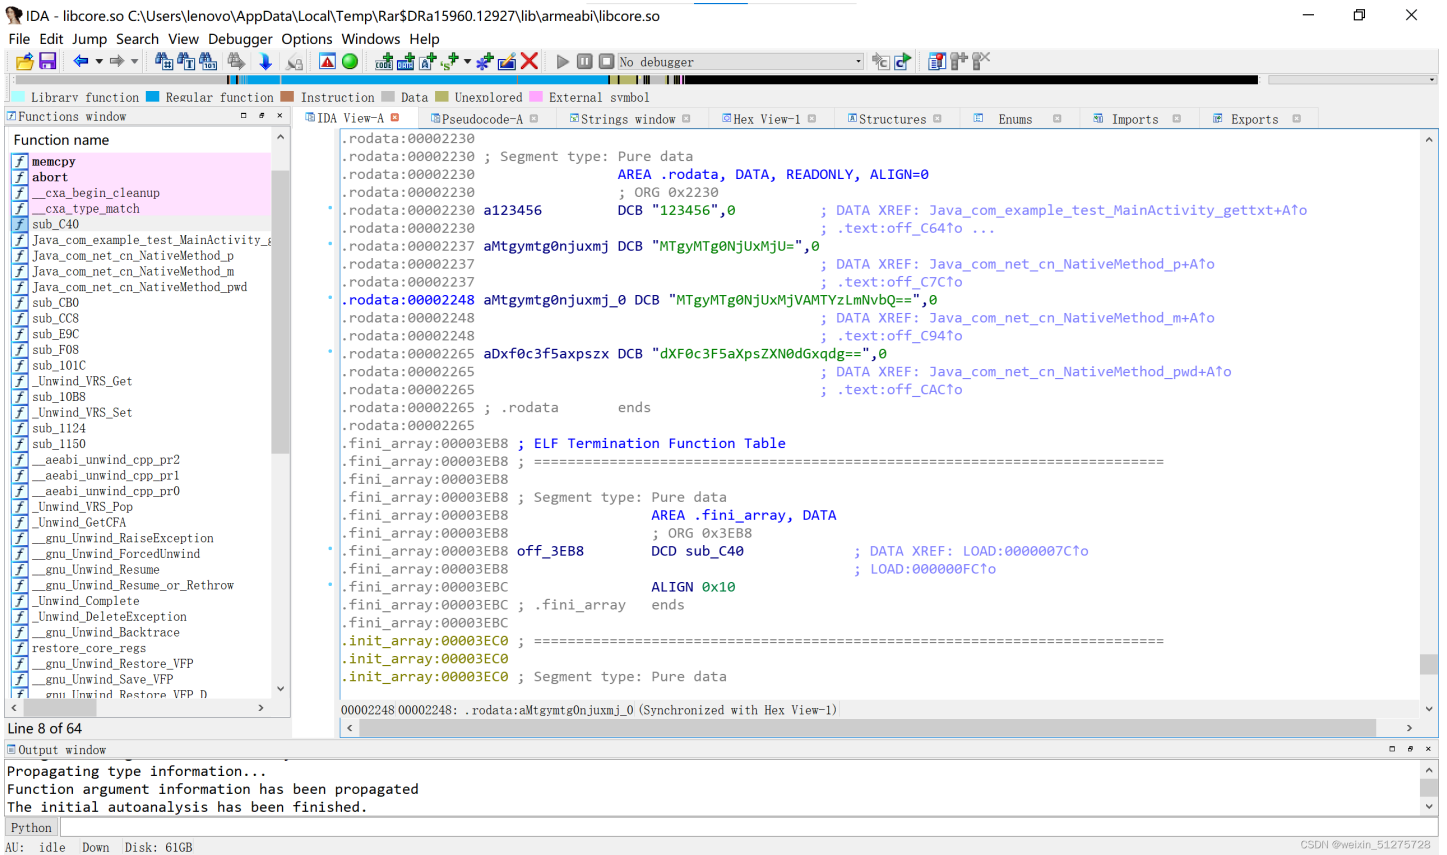 IDA - libcore.so C:\Users\lenovo\AppData\Local\Temp\Rar$DRa15960.12927\lib\armeabi\libcore.so
File Edit Jump Search View Debugger Options Windows Help
No debugger
Library function Regular function Instruction Data Unexplored External symbol
Functions window
IDA View-A Pseudocode-A Strings window Hex View-1 Structures Enums Imports Exports
Function name
memcpy
abort
__cxa_begin_cleanup
__cxa_type_match
sub_C40
Java_com_example_test_MainActivity_g
Java_com_net_cn_NativeMethod_p
Java_com_net_cn_NativeMethod_m
Java_com_net_cn_NativeMethod_pwd
sub_CB0
sub_CC8
sub_E9C
sub_F08
sub_101C
_Unwind_VRS_Get
sub_10B8
_Unwind_VRS_Set
sub_1124
sub_1150
__aeabi_unwind_cpp_pr2
__aeabi_unwind_cpp_pr1
__aeabi_unwind_cpp_pr0
_Unwind_VRS_Pop
_Unwind_GetCFA
__gnu_Unwind_RaiseException
__gnu_Unwind_ForcedUnwind
__gnu_Unwind_Resume
__gnu_Unwind_Resume_or_Rethrow
_Unwind_Complete
_Unwind_DeleteException
__gnu_Unwind_Backtrace
restore_core_regs
__gnu_Unwind_Restore_VFP
__gnu_Unwind_Save_VFP
__gnu_Unwind_Restore_VFP_D
Line 8 of 64
.rodata:00002230
.rodata:00002230 ; Segment type: Pure data
.rodata:00002230 AREA .rodata, DATA, READONLY, ALIGN=0
.rodata:00002230 ; ORG 0x2230
.rodata:00002230 a123456 DCB "123456",0 ; DATA XREF: Java_com_example_test_MainActivity_gettxt+A↑o
.rodata:00002230 ; .text:off_C64↑o ...
.rodata:00002237 aMtgymtg0njuxmj DCB "MTgyMTg0NjUxMjU=",0
.rodata:00002237 ; DATA XREF: Java_com_net_cn_NativeMethod_p+A↑o
.rodata:00002237 ; .text:off_C7C↑o
.rodata:00002248 aMtgymtg0njuxmj_0 DCB "MTgyMTg0NjUxMjVAMTYzLmNvbQ==",0
.rodata:00002248 ; DATA XREF: Java_com_net_cn_NativeMethod_m+A↑o
.rodata:00002248 ; .text:off_C94↑o
.rodata:00002265 aDxf0c3f5axpszx DCB "dXF0c3F5aXpsZXN0dGxqdg==",0
.rodata:00002265 ; DATA XREF: Java_com_net_cn_NativeMethod_pwd+A↑o
.rodata:00002265 ; .text:off_CAC↑o
.rodata:00002265 ; .rodata ends
.rodata:00002265
.fini_array:00003EB8 ; ELF Termination Function Table
.fini_array:00003EB8 ; ===========================================================================
.fini_array:00003EB8
.fini_array:00003EB8 ; Segment type: Pure data
.fini_array:00003EB8 AREA .fini_array, DATA
.fini_array:00003EB8 ; ORG 0x3EB8
.fini_array:00003EB8 off_3EB8 DCD sub_C40 ; DATA XREF: LOAD:0000007C↑o
.fini_array:00003EB8 ; LOAD:000000FC↑o
.fini_array:00003EBC ALIGN 0x10
.fini_array:00003EBC ; .fini_array ends
.fini_array:00003EBC
.init_array:00003EC0 ; ===========================================================================
.init_array:00003EC0
.init_array:00003EC0 ; Segment type: Pure data
00002248 00002248: .rodata:aMtgymtg0njuxmj_0 (Synchronized with Hex View-1)
Output window
Propagating type information...
Function argument information has been propagated
The initial autoanalysis has been finished.
Python
AU: idle Down Disk: 61GB
CSDN @weixin_51275728